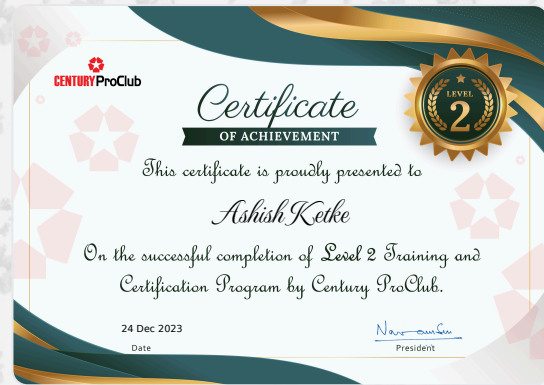 CENTURY ProClub
LEVEL
2
Certificate
OF ACHIEVEMENT
This certificate is proudly presented to
Ashish Ketke
On the successful completion of Level 2 Training and
Certification Program by Century ProClub.
24 Dec 2023
Date
President